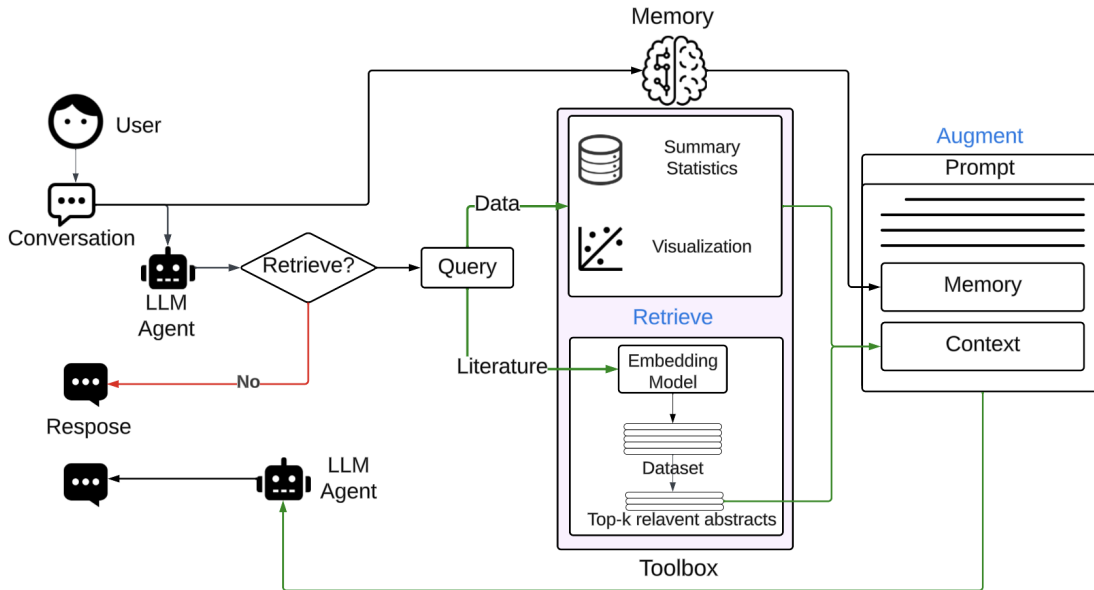 Memory
User
Conversation
LLM
Agent
Retrieve?
No
Respose
Query
Data
Literature
Summary
Statistics
Visualization
Retrieve
Embedding
Model
Dataset
Top-k relavent abstracts
Toolbox
Augment
Prompt
Memory
Context
LLM
Agent